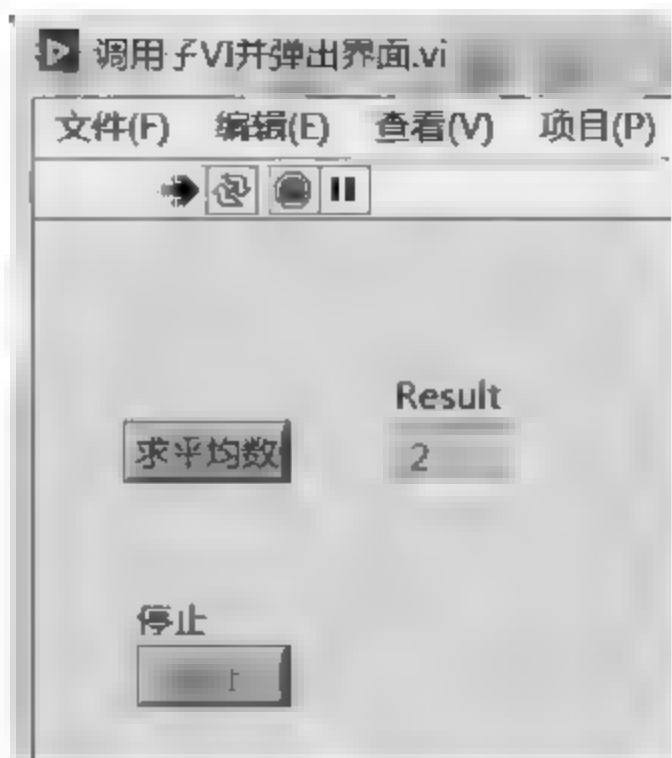 调用子VI并弹出界面.vi
文件(F) 编辑(E) 查看(V) 项目(P)
Result
求平均数
2
停止